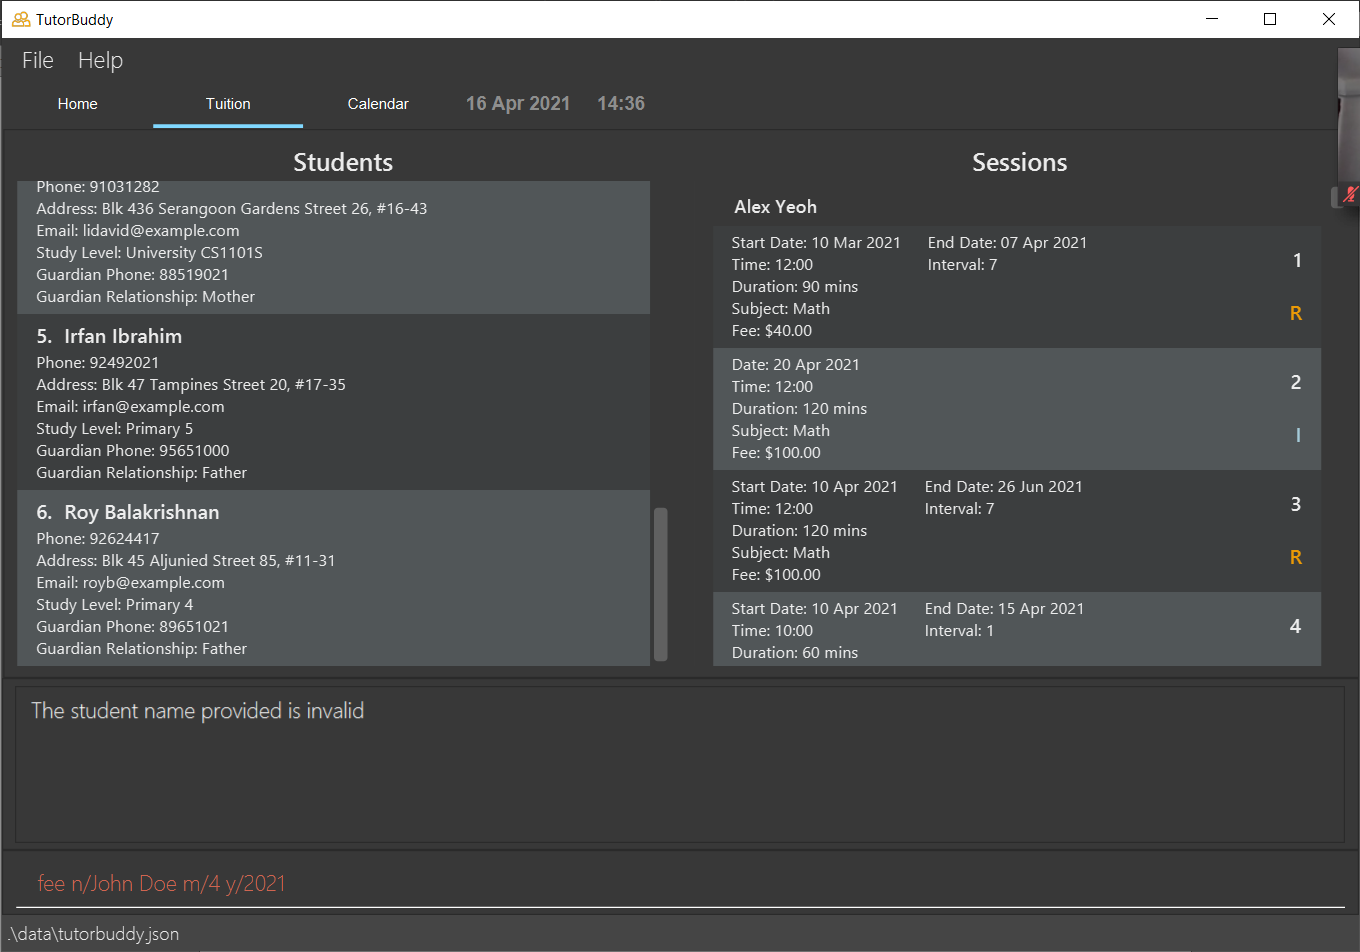 TutorBuddy
File Help
Home Tuition Calendar 16 Apr 2021 14:36
Students
Phone: 91031282
Address: Blk 436 Serangoon Gardens Street 26, #16-43
Email: lidavid@example.com
Study Level: University CS1101S
Guardian Phone: 88519021
Guardian Relationship: Mother
5. Irfan Ibrahim
Phone: 92492021
Address: Blk 47 Tampines Street 20, #17-35
Email: irfan@example.com
Study Level: Primary 5
Guardian Phone: 95651000
Guardian Relationship: Father
6. Roy Balakrishnan
Phone: 92624417
Address: Blk 45 Aljunied Street 85, #11-31
Email: royb@example.com
Study Level: Primary 4
Guardian Phone: 89651021
Guardian Relationship: Father
Sessions
Alex Yeoh
Start Date: 10 Mar 2021 End Date: 07 Apr 2021
Time: 12:00 Interval: 7
1
Duration: 90 mins
Subject: Math
R
Fee: $40.00
Date: 20 Apr 2021
Time: 12:00
2
Duration: 120 mins
Subject: Math
I
Fee: $100.00
Start Date: 10 Apr 2021 End Date: 26 Jun 2021
Time: 12:00 Interval: 7
3
Duration: 120 mins
Subject: Math
R
Fee: $100.00
Start Date: 10 Apr 2021 End Date: 15 Apr 2021
Time: 10:00 Interval: 1
4
Duration: 60 mins
The student name provided is invalid
fee n/John Doe m/4 y/2021
.\data\tutorbuddy.json